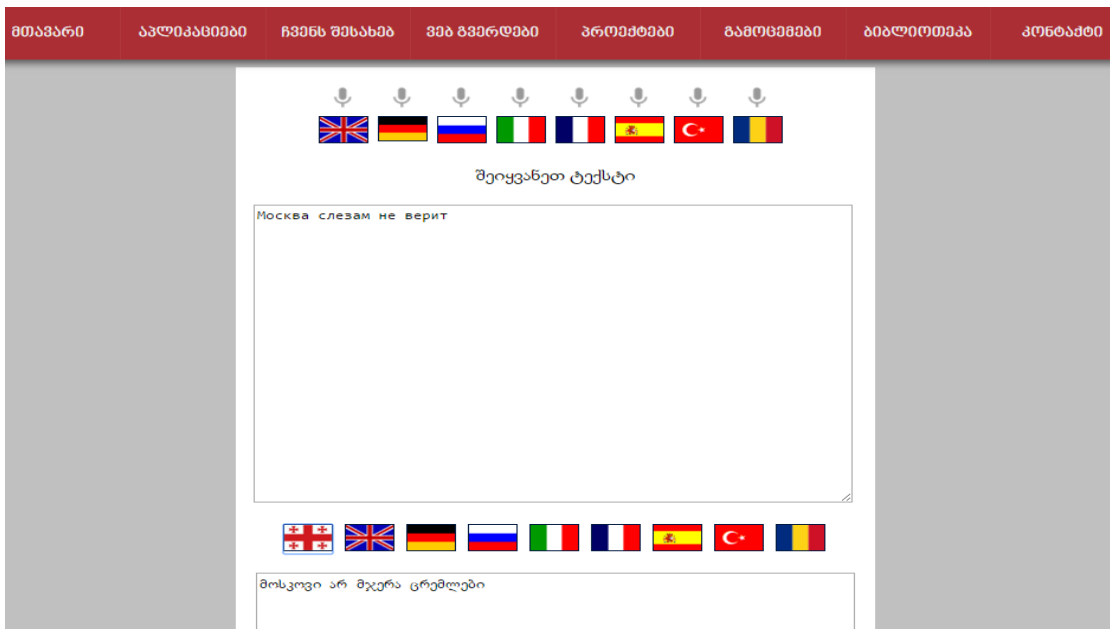 მთავარი აპლიკაციები ჩვენს შესახებ ვებ გვერდები პროექტები გამოცემები ბიბლიოთეკა კონტაქტი
შეიყვანეთ ტექსტი
Москва слезам не верит
მოსკოვი არ მჯერა ცრემლები